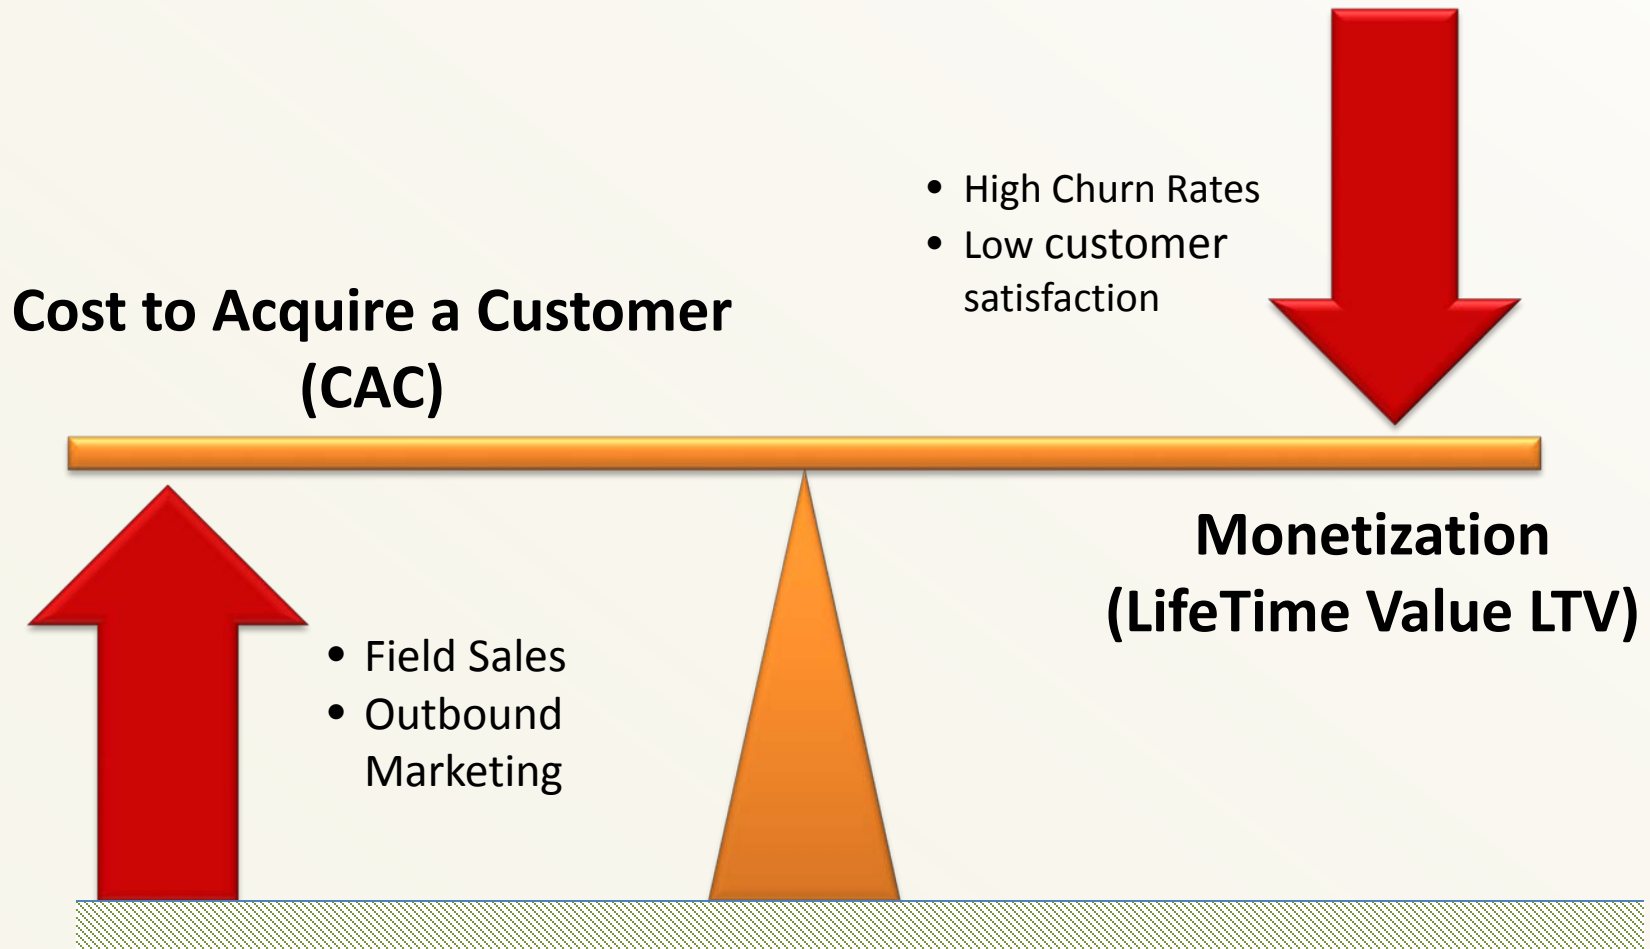 • High Churn Rates
• Low customer
satisfaction
Cost to Acquire a Customer
(CAC)
Monetization
(LifeTime Value LTV)
• Field Sales
• Outbound
Marketing